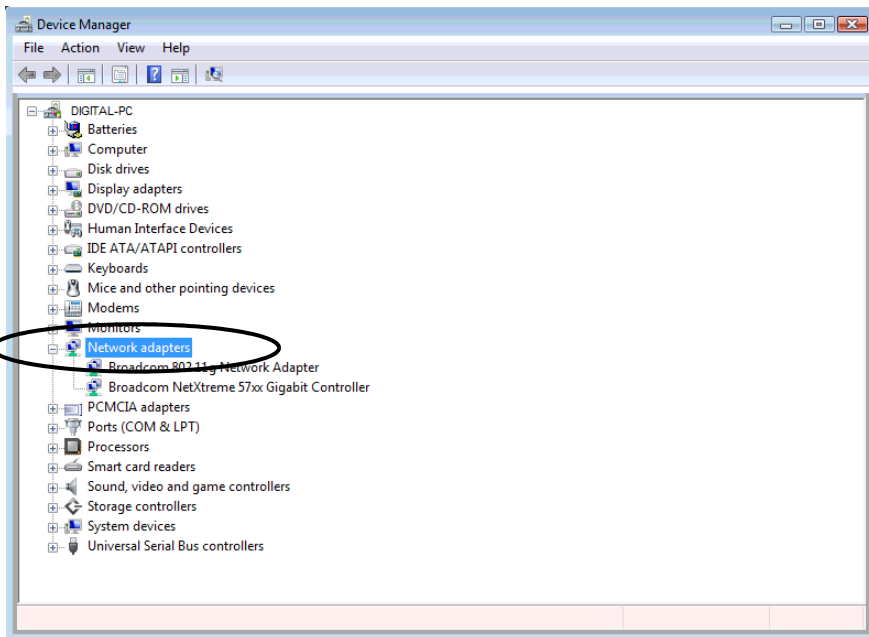 Device Manager
File Action View Help
DIGITAL-PC
Batteries
Computer
Disk drives
Display adapters
DVD/CD-ROM drives
Human Interface Devices
IDE ATA/ATAPI controllers
Keyboards
Mice and other pointing devices
Modems
Monitors
Network adapters
Broadcom 802.11g Network Adapter
Broadcom NetXtreme 57xx Gigabit Controller
PCMCIA adapters
Ports (COM & LPT)
Processors
Smart card readers
Sound, video and game controllers
Storage controllers
System devices
Universal Serial Bus controllers